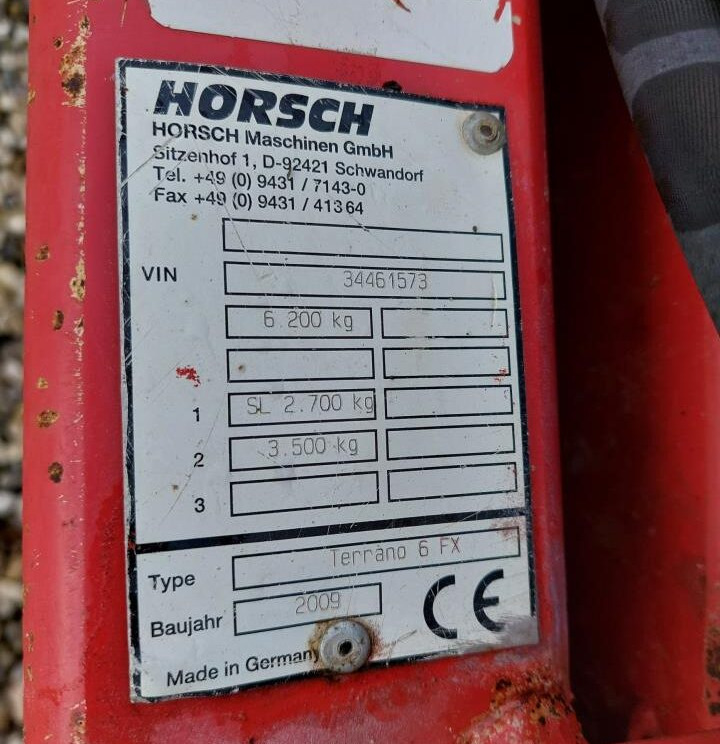 HORSCH
HORSCH Maschinen GmbH
Sitzenhof 1, D-92421 Schwandorf
Tel. +49 (0) 9431 / 7143-0
Fax +49 (0) 9431 / 41364
VIN 34461573
6.200 kg
1 SL 2.700 kg
2 3.500 kg
3
Type Terrano 6 FX
Baujahr 2009 CE
Made in Germany